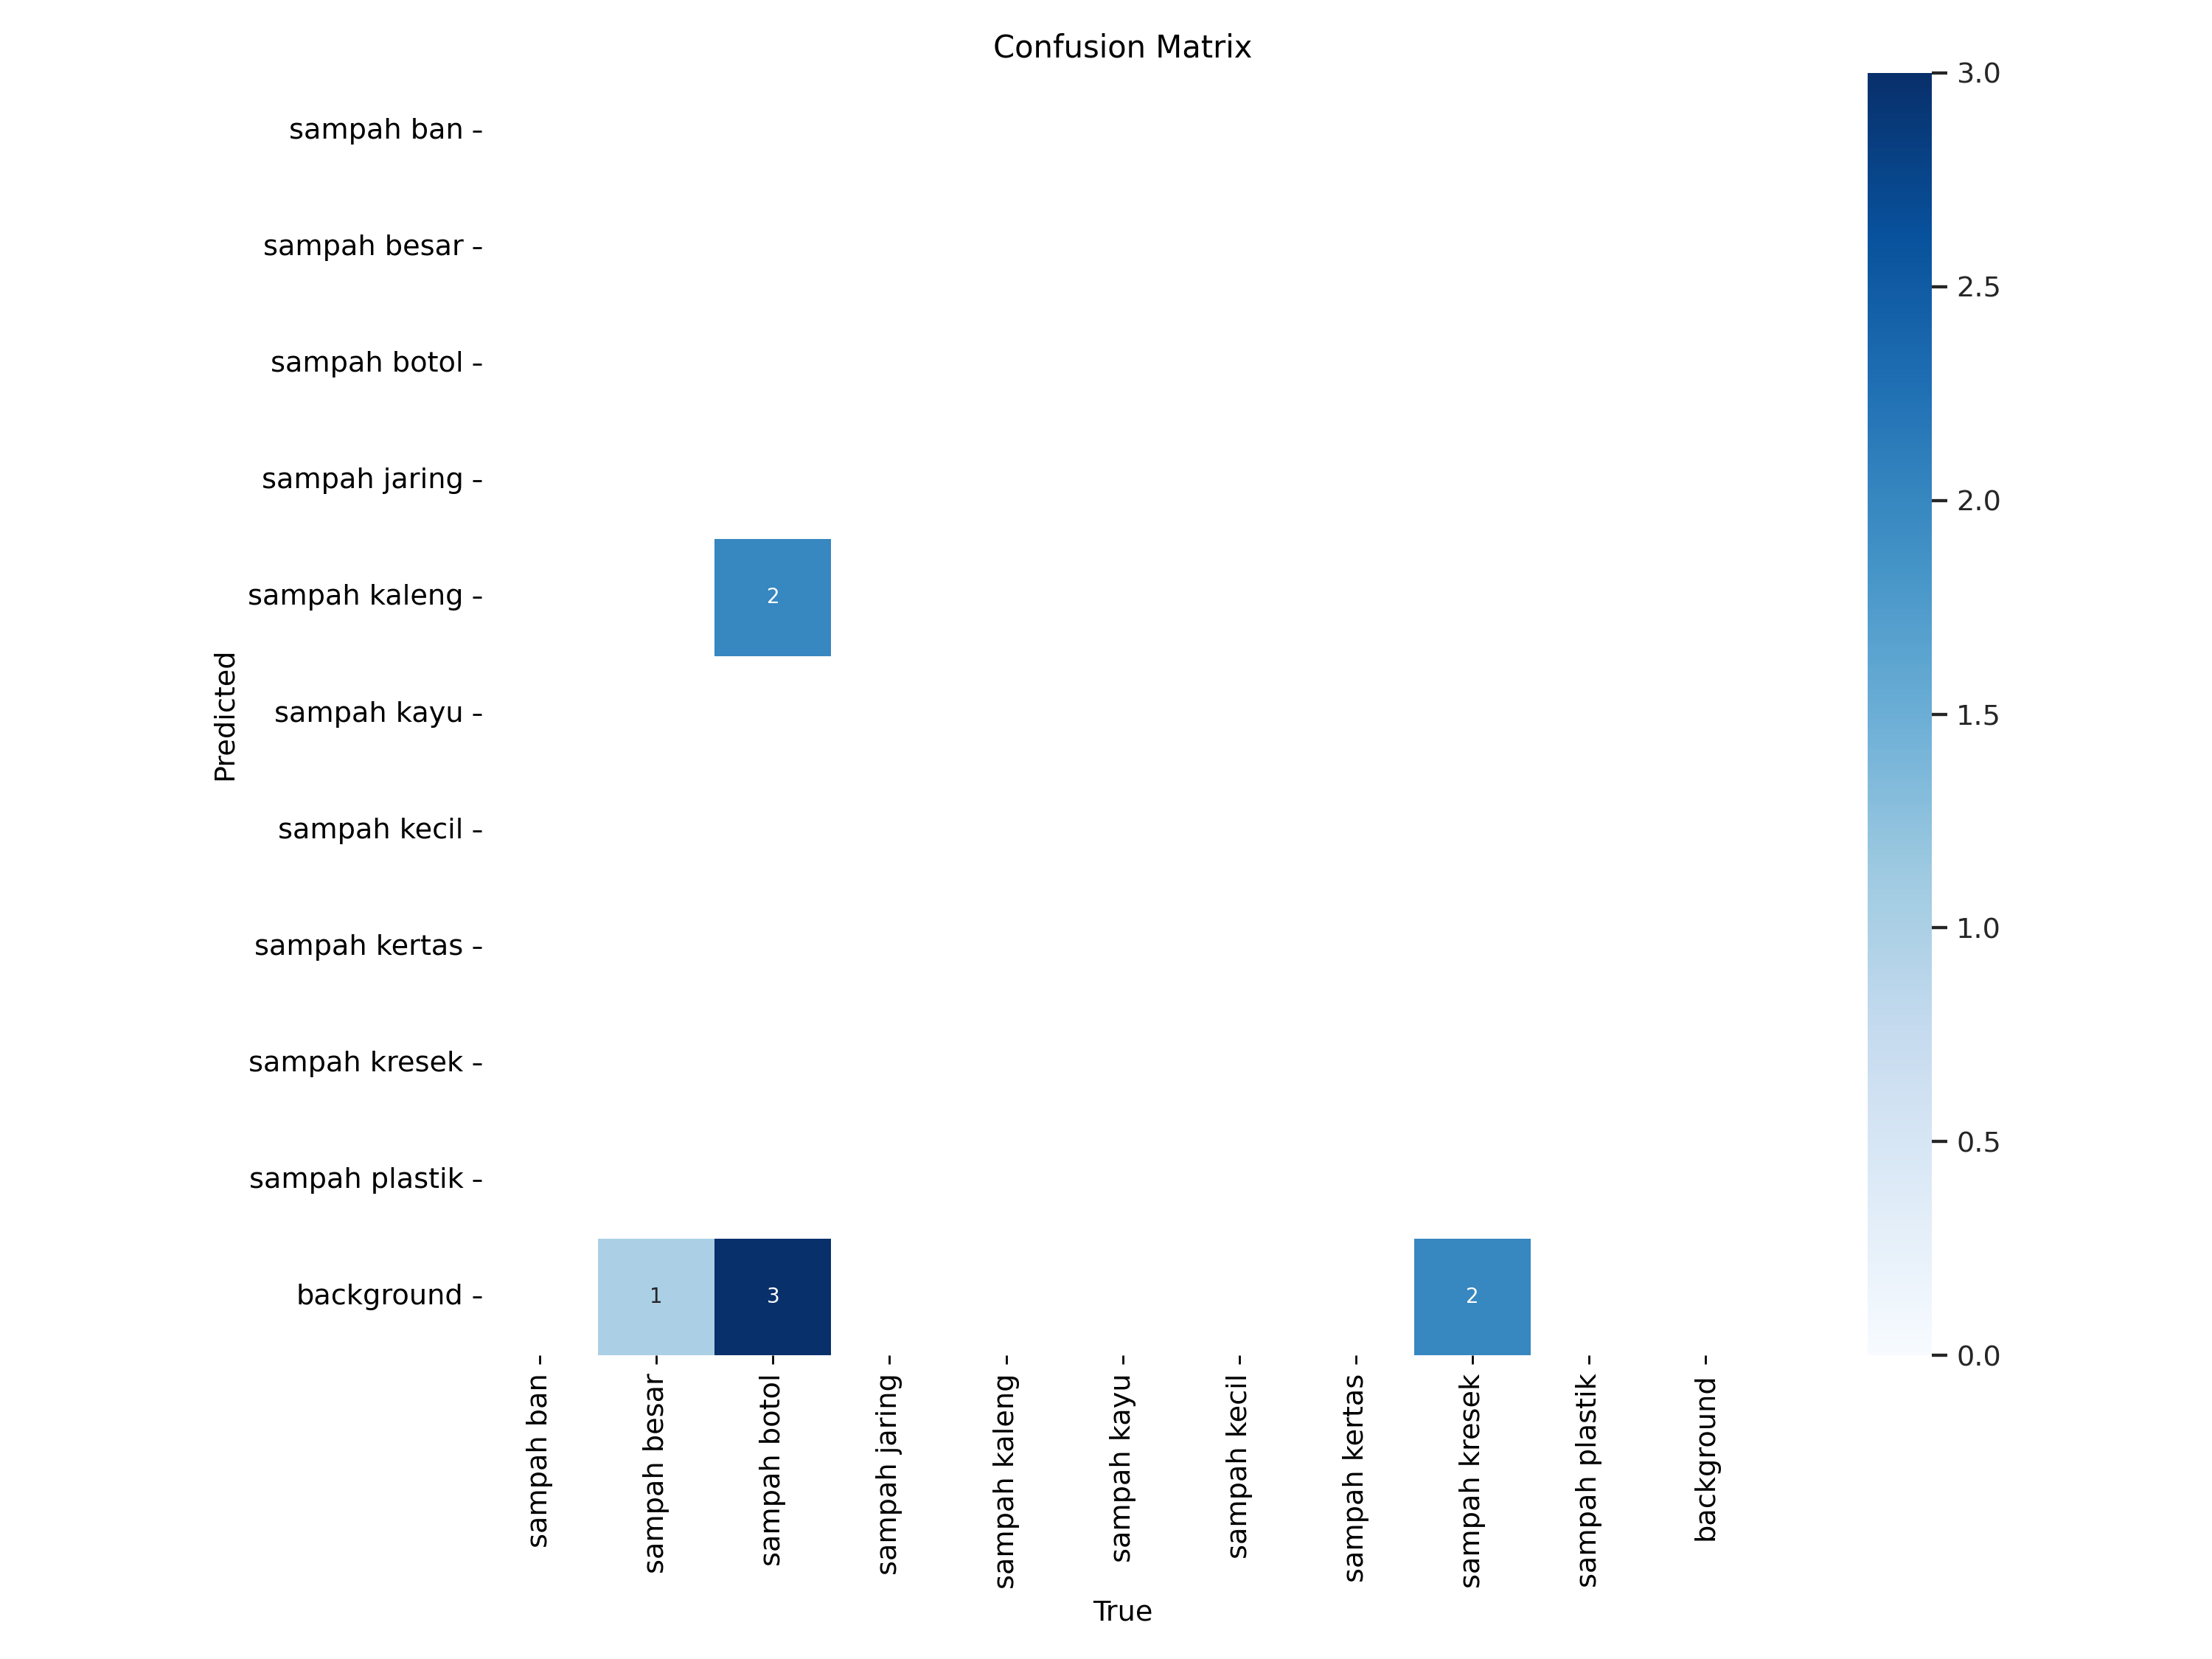 Confusion Matrix
Predicted
sampah ban
sampah besar
sampah botol
sampah jaring
sampah kaleng
sampah kayu
sampah kecil
sampah kertas
sampah kresek
sampah plastik
background
2
1
3
2
sampah ban
sampah besar
sampah botol
sampah jaring
sampah kaleng
sampah kayu
sampah kecil
sampah kertas
sampah kresek
sampah plastik
background
True
3.0
2.5
2.0
1.5
1.0
0.5
0.0